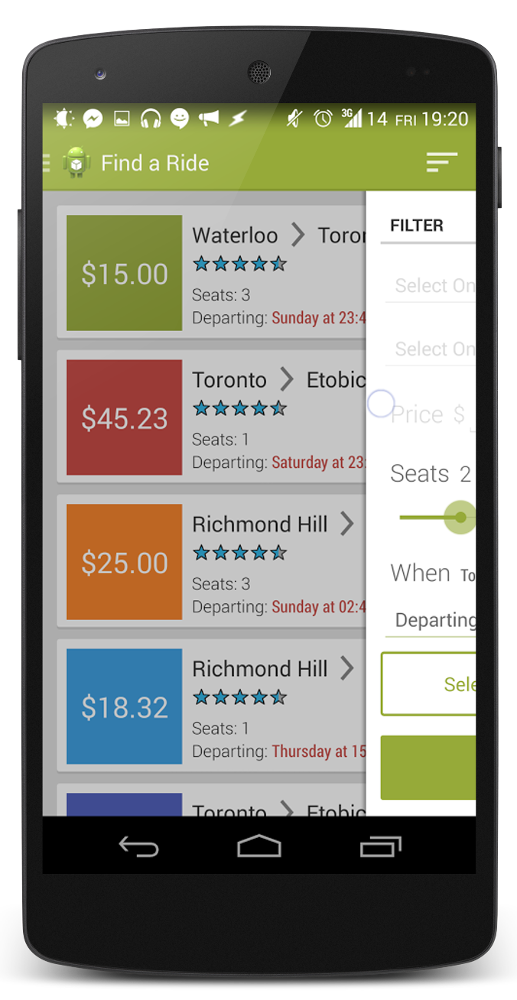 3G 14 FRI 19:20
Find a Ride
$15.00
Waterloo Toron
Seats: 3
Departing: Sunday at 23:4
$45.23
Toronto Etobic
Seats: 1
Departing: Saturday at 23:
$25.00
Richmond Hill
Seats: 3
Departing: Sunday at 02:4
$18.32
Richmond Hill
Seats: 1
Departing: Thursday at 15
Toronto Etobic
FILTER
Select On
Select On
Price $
Seats 2
When To
Departing
Sele